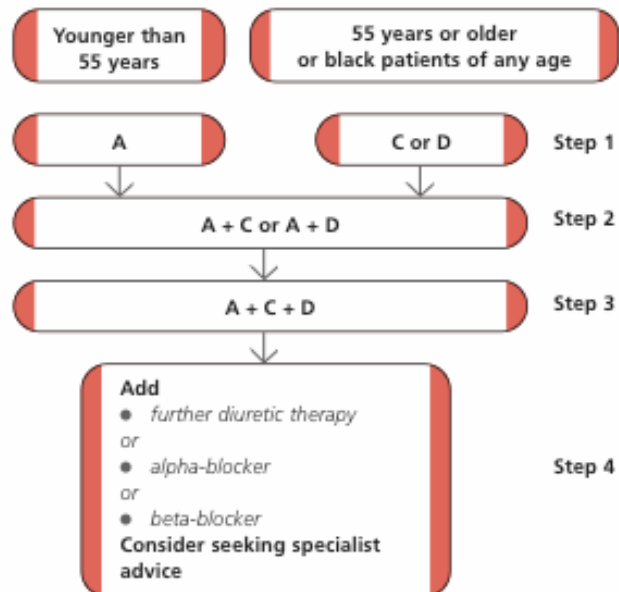 Younger than
55 years
55 years or older
or black patients of any age
A
C or D
Step 1
A + C or A + D
Step 2
A + C + D
Step 3
Add
● further diuretic therapy
or
● alpha-blocker
or
● beta-blocker
Consider seeking specialist
advice
Step 4